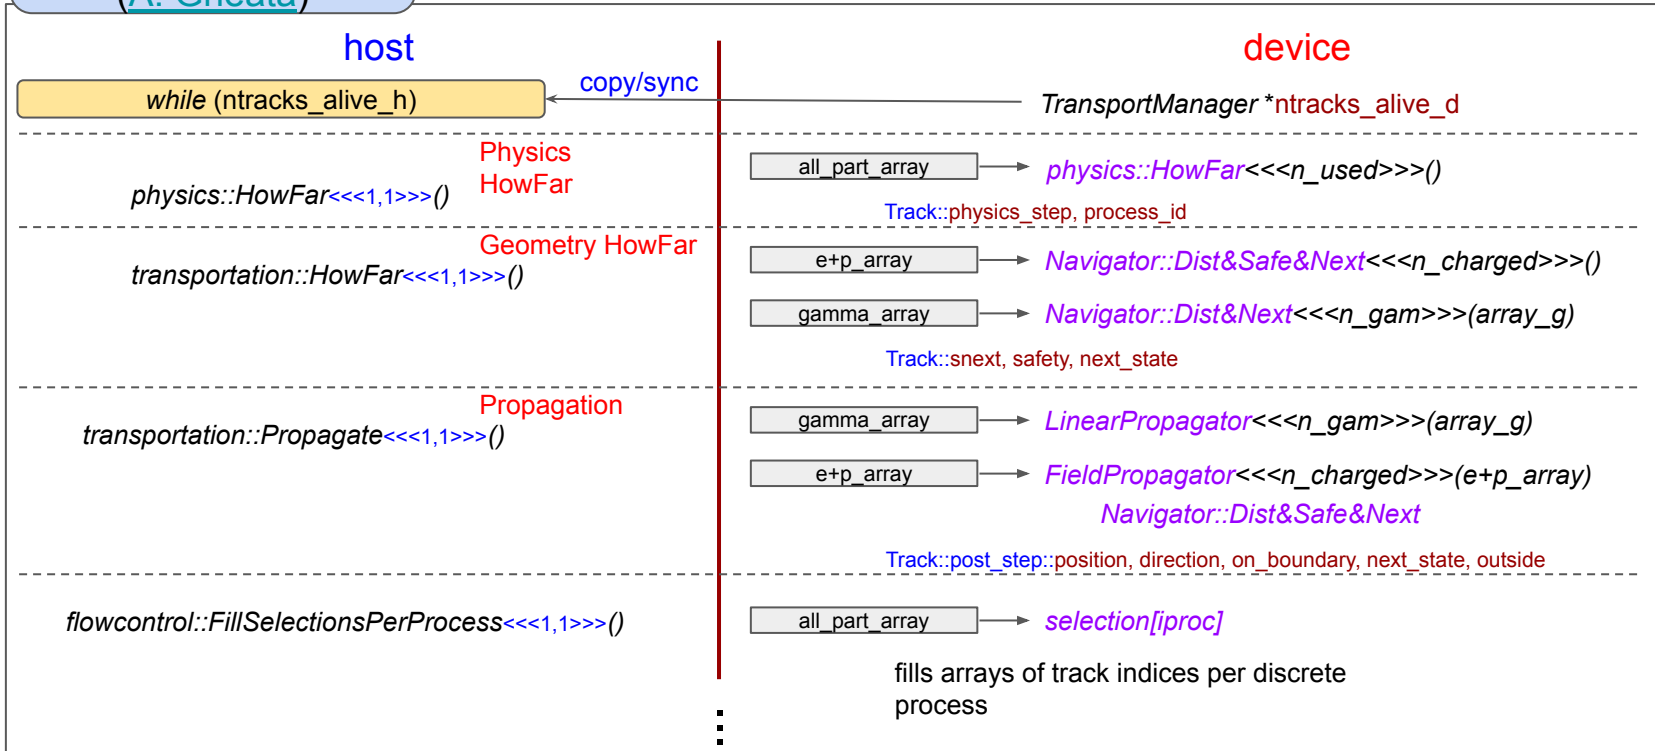 (A. Gheata)
host
device
while (ntracks_alive_h)
copy/sync
TransportManager *ntracks_alive_d
Physics
HowFar
physics::HowFar<<<1,1>>>()
all_part_array
physics::HowFar<<<n_used>>>()
Track::physics_step, process_id
Geometry HowFar
transportation::HowFar<<<1,1>>>()
e+p_array
Navigator::Dist&Safe&Next<<<n_charged>>>()
gamma_array
Navigator::Dist&Next<<<n_gam>>>(array_g)
Track::snext, safety, next_state
Propagation
transportation::Propagate<<<1,1>>>()
gamma_array
LinearPropagator<<<n_gam>>>(array_g)
e+p_array
FieldPropagator<<<n_charged>>>(e+p_array)
Navigator::Dist&Safe&Next
Track::post_step::position, direction, on_boundary, next_state, outside
flowcontrol::FillSelectionsPerProcess<<<1,1>>>()
all_part_array
selection[iproc]
fills arrays of track indices per discrete
process